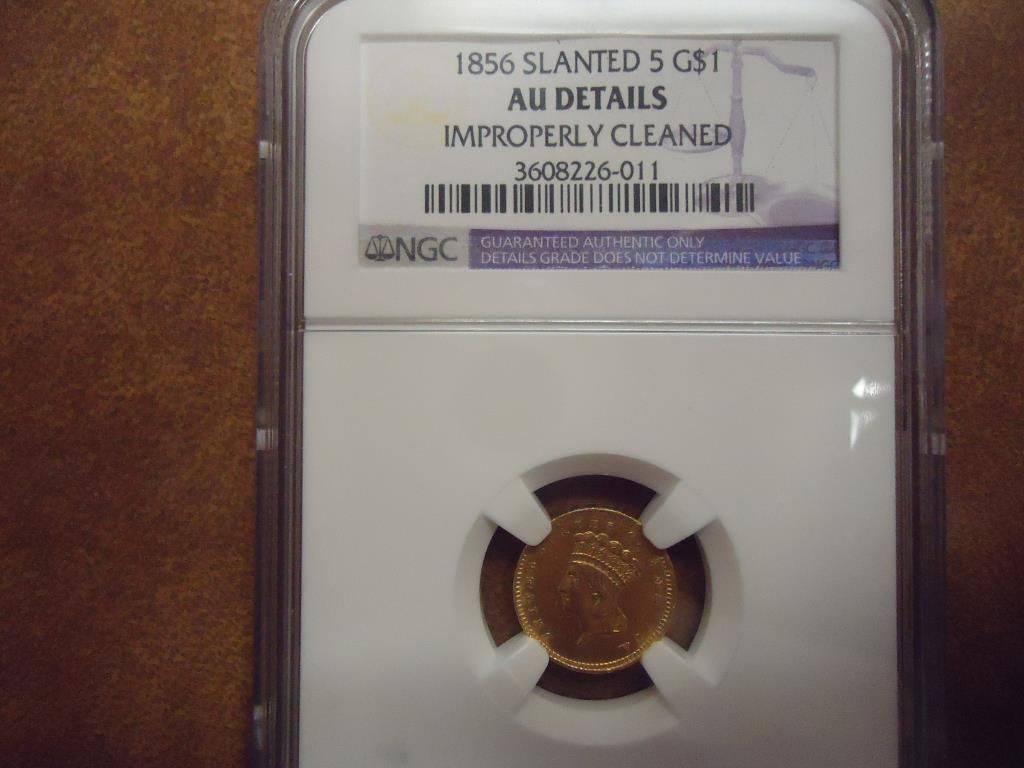 1856 SLANTED 5 G$1
AU DETAILS
IMPROPERLY CLEANED
3608226-011
NGC
GUARANTEED AUTHENTIC ONLY
DETAILS GRADE DOES NOT DETERMINE VALUE